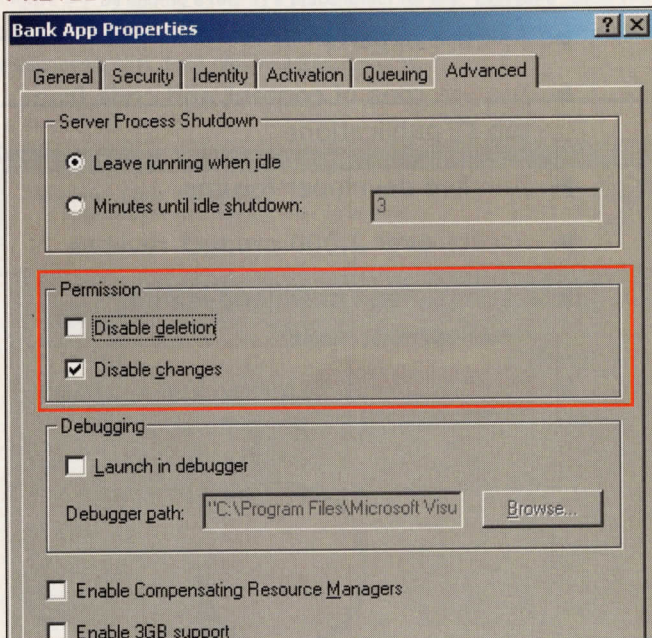 Bank App Properties
General Security Identity Activation Queuing Advanced
Server Process Shutdown
Leave running when idle
Minutes until idle shutdown: 3
Permission
Disable deletion
Disable changes
Debugging
Launch in debugger
Debugger path: "C:\Program Files\Microsoft Visu Browse...
Enable Compensating Resource Managers
Enable 3GB support